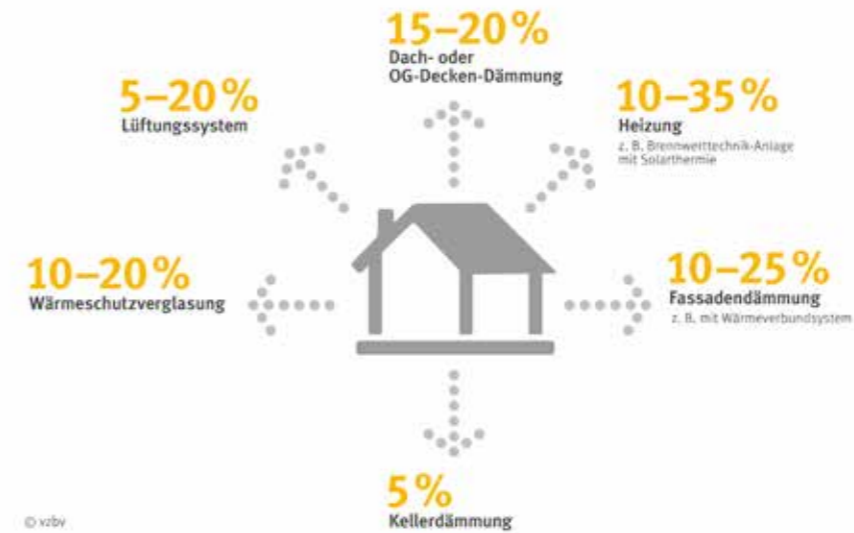 15–20 %
Dach- oder
OG-Decken-Dämmung
5–20 %
Lüftungssystem
10–35 %
Heizung
z. B. Brennwerttechnik-Anlage
mit Solarthermie
10–20 %
Wärmeschutzverglasung
10–25 %
Fassadendämmung
z. B. mit Wärmeverbundsystem
5 %
Kellerdämmung
© vzbv